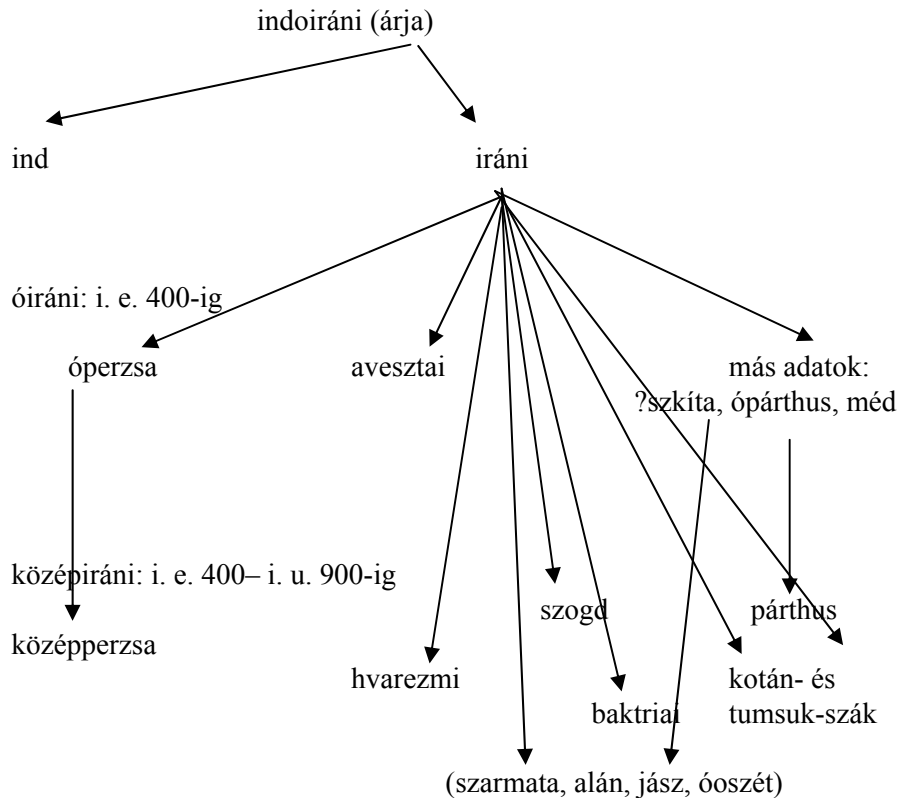 indoiráni (árja)
ind
iráni
óiráni: i. e. 400-ig
óperzsa
avesztai
más adatok:
?szkíta, ópárthus, méd
középiráni: i. e. 400– i. u. 900-ig
szogd
párthus
középperzsa
hvarezmi
kotán- és
baktriai
tumsuk-szák
(szarmata, alán, jász, óoszét)